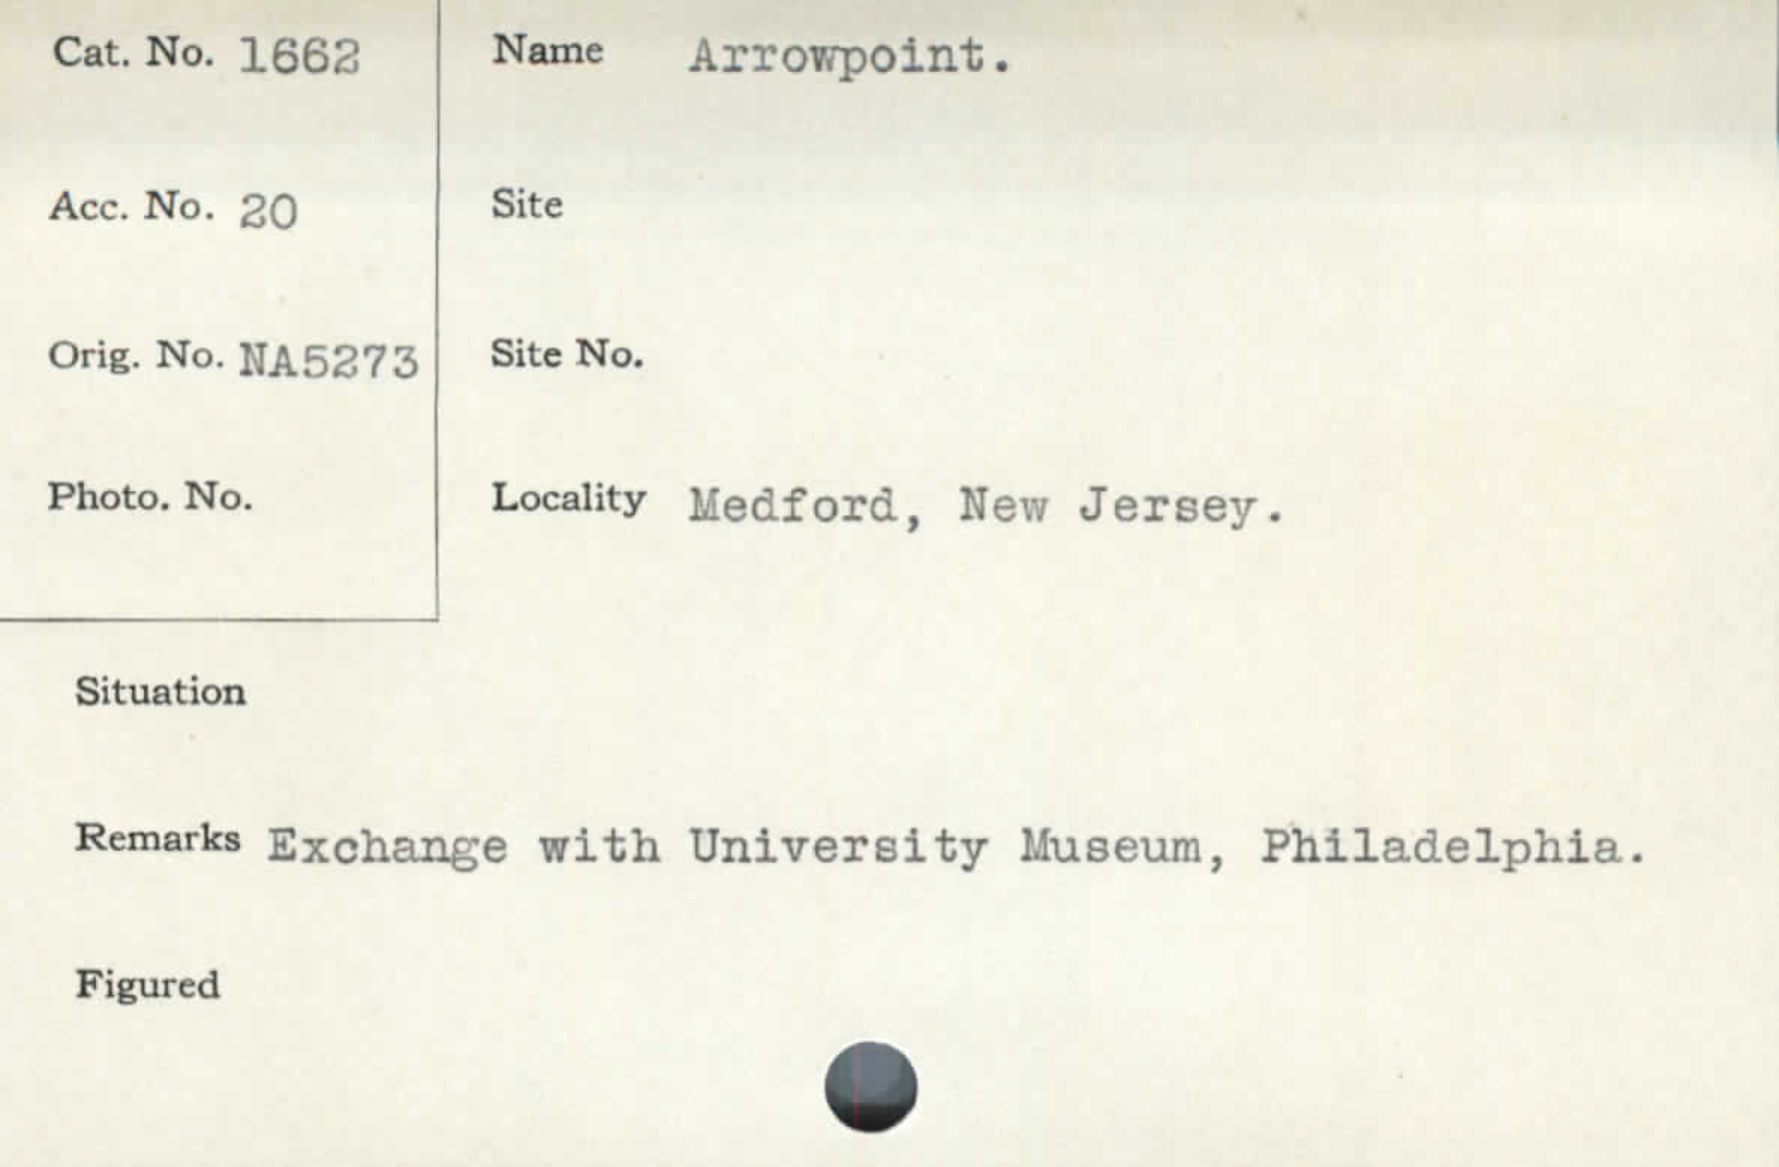 Cat. No. 1662
Name Arrowpoint.
Acc. No. 20
Site
Orig. No. NA5273
Site No.
Photo. No.
Locality Medford, New Jersey.
Situation
Remarks Exchange with University Museum, Philadelphia.
Figured